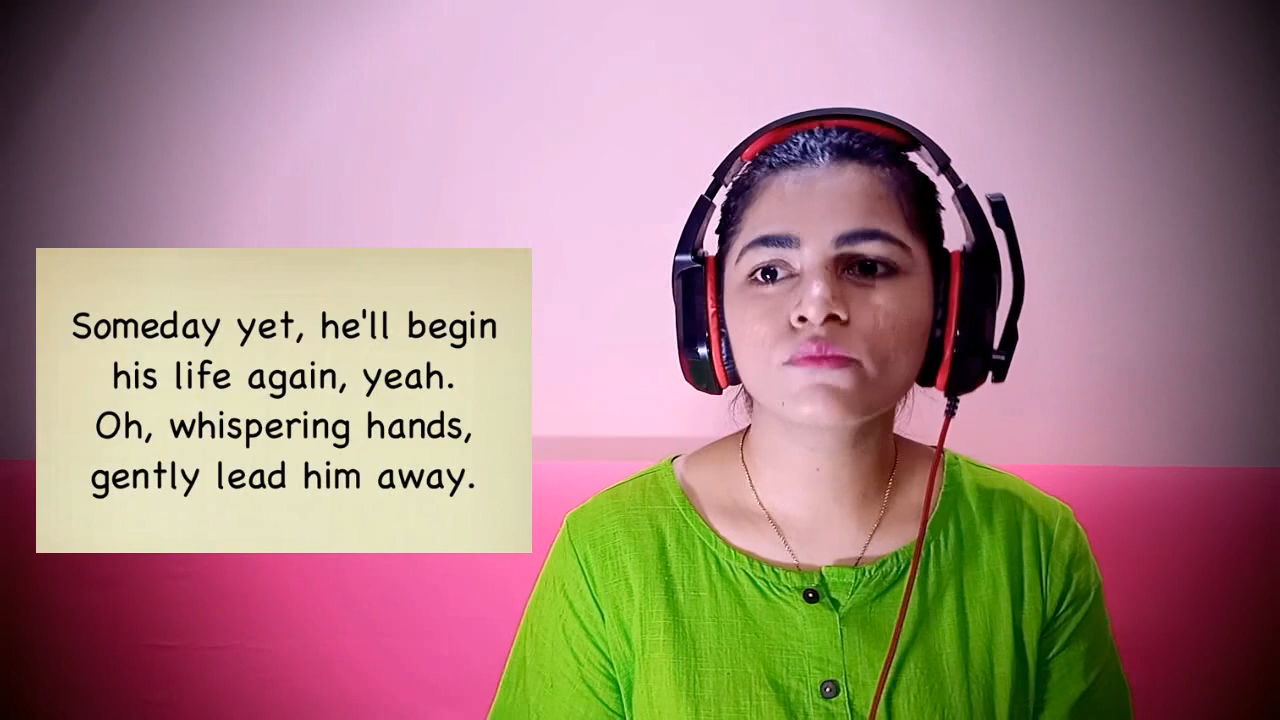 Someday yet, he'll begin
his life again, yeah.
Oh, whispering hands,
gently lead him away.